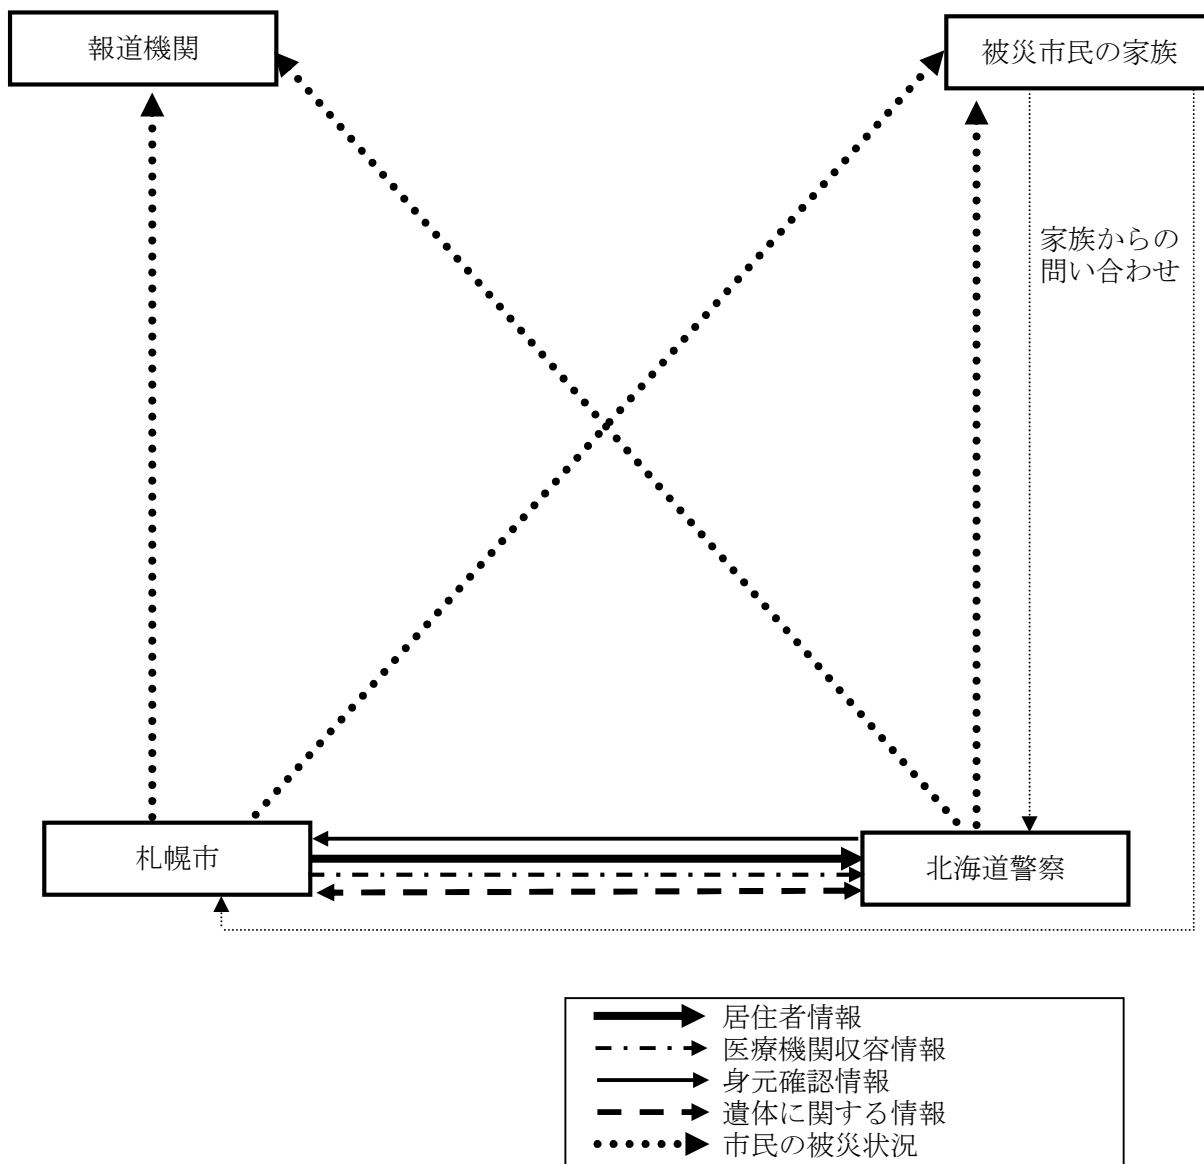 報道機関
被災市民の家族
家族からの
問い合わせ
札幌市
北海道警察
居住者情報
医療機関収容情報
身元確認情報
遺体に関する情報
市民の被災状況